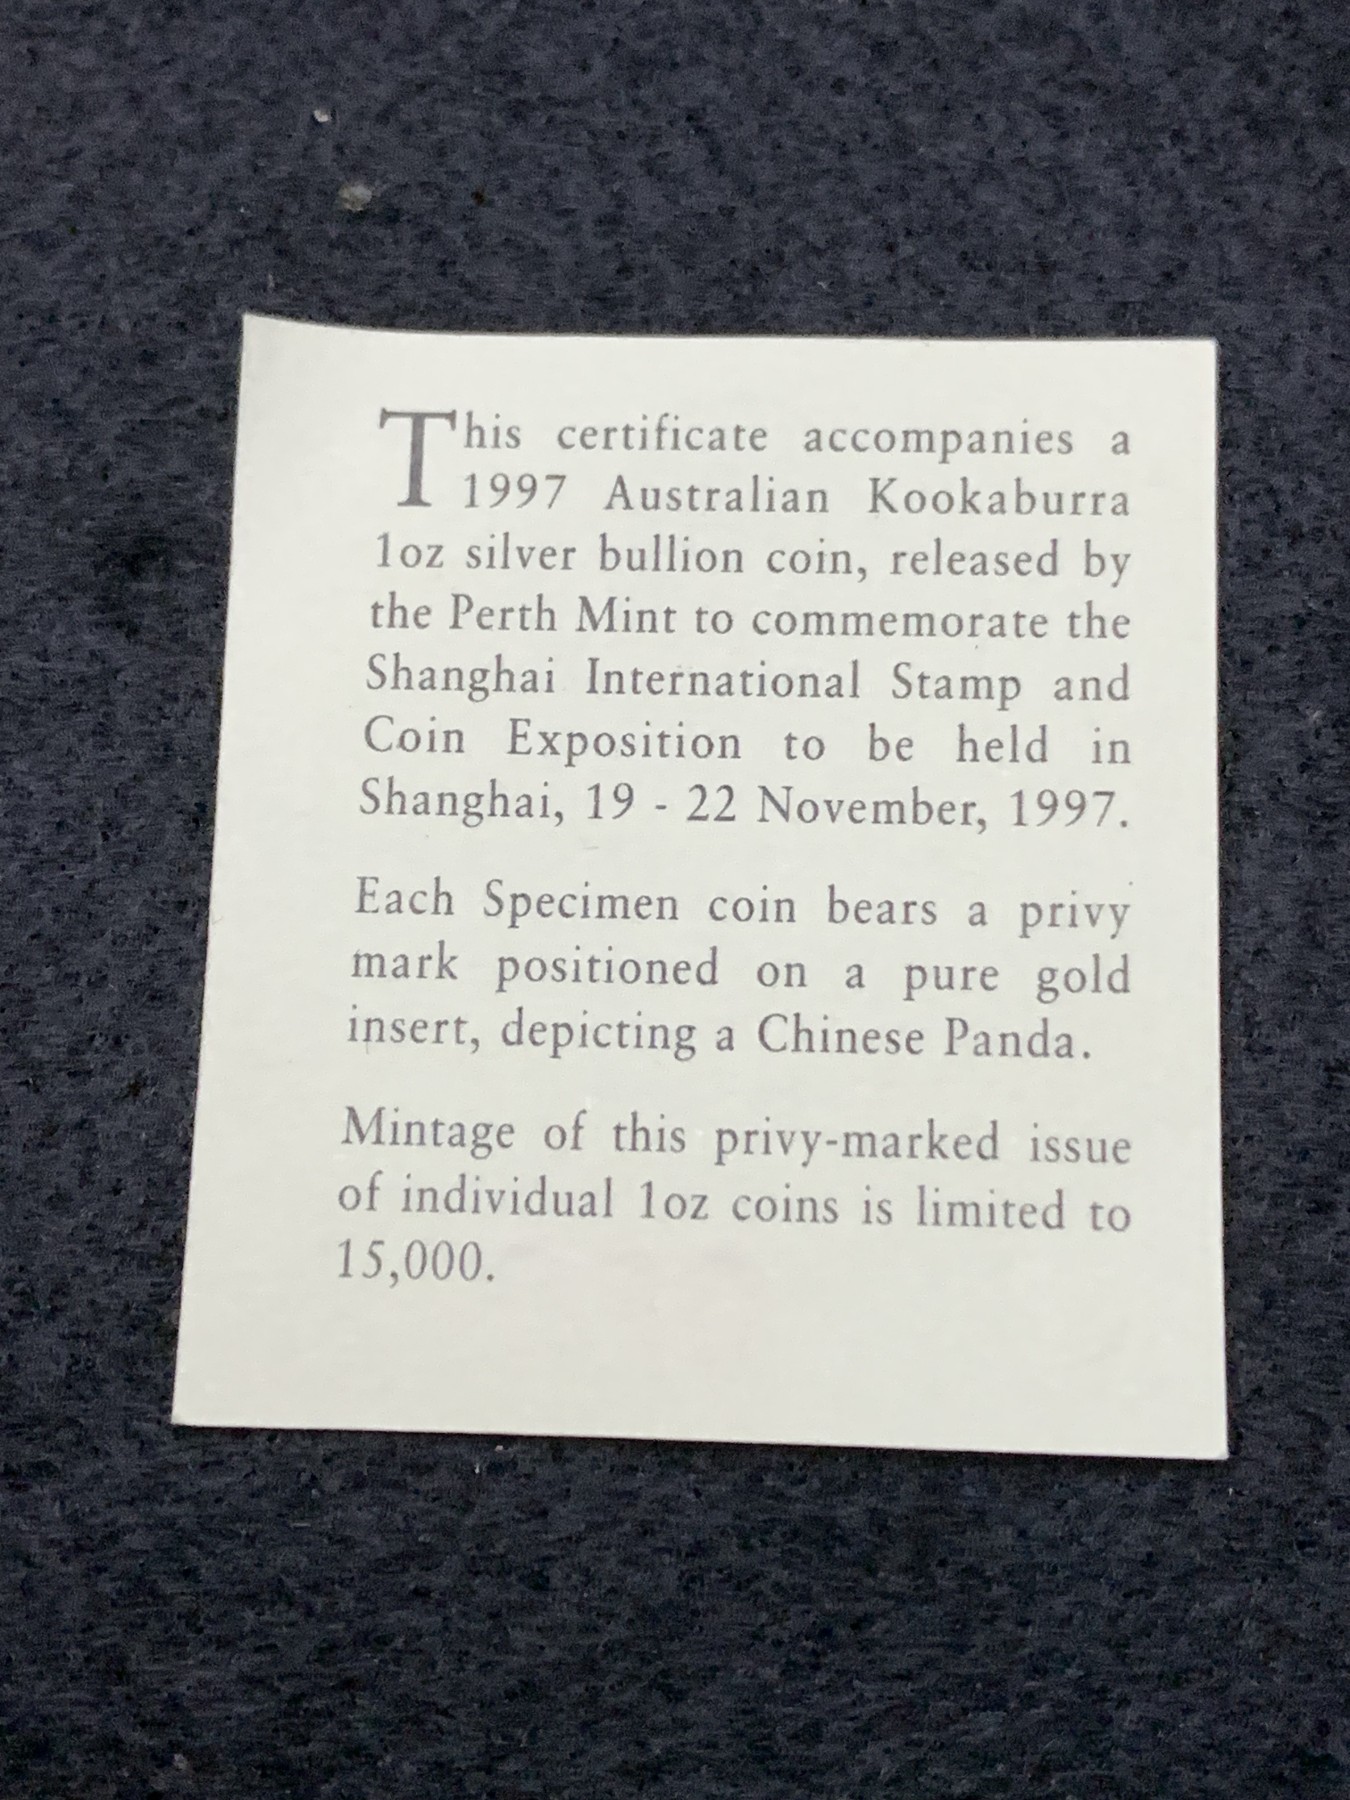 This certificate accompanies a
1997 Australian Kookaburra
1oz silver bullion coin, released by
the Perth Mint to commemorate the
Shanghai International Stamp and
Coin Exposition to be held in
Shanghai, 19 - 22 November, 1997.
Each Specimen coin bears a privy
mark positioned on a pure gold
insert, depicting a Chinese Panda.
Mintage of this privy-marked issue
of individual 1oz coins is limited to
15,000.